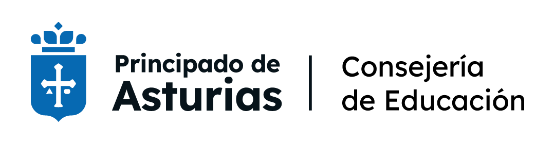 Principado de
Asturias
Consejería
de Educación